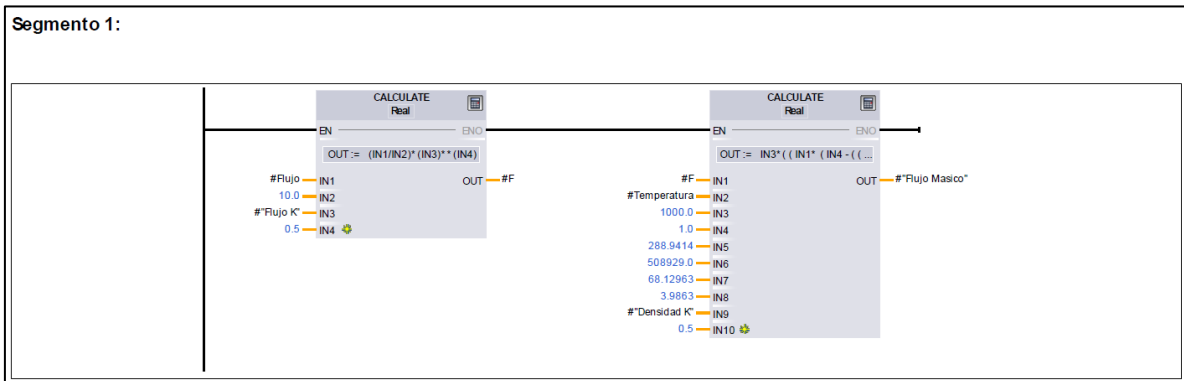 Segmento 1:
CALCULATE
Real
EN
ENO
OUT := (IN1/IN2)*(IN3)**(IN4)
#Flujo IN1 OUT #F
10.0 IN2
#"Flujo K" IN3
0.5 IN4
CALCULATE
Real
EN
ENO
OUT := IN3*( ( IN1* ( IN4 - ( ( ...
#F IN1 OUT #"Flujo Masico"
#Temperatura IN2
1000.0 IN3
1.0 IN4
288.9414 IN5
508929.0 IN6
68.12963 IN7
3.9863 IN8
#"Densidad K" IN9
0.5 IN10